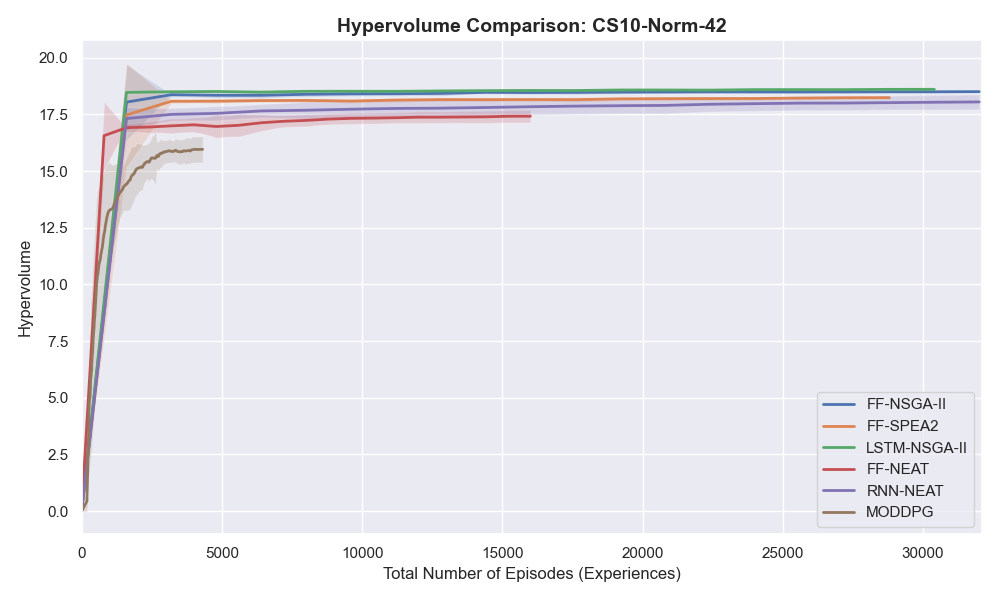 Hypervolume Comparison: CS10-Norm-42
20.0
17.5
15.0
12.5
10.0
7.5
5.0
2.5
0.0
Hypervolume
0 5000 10000 15000 20000 25000 30000
Total Number of Episodes (Experiences)
FF-NSGA-II
FF-SPEA2
LSTM-NSGA-II
FF-NEAT
RNN-NEAT
MODDPG